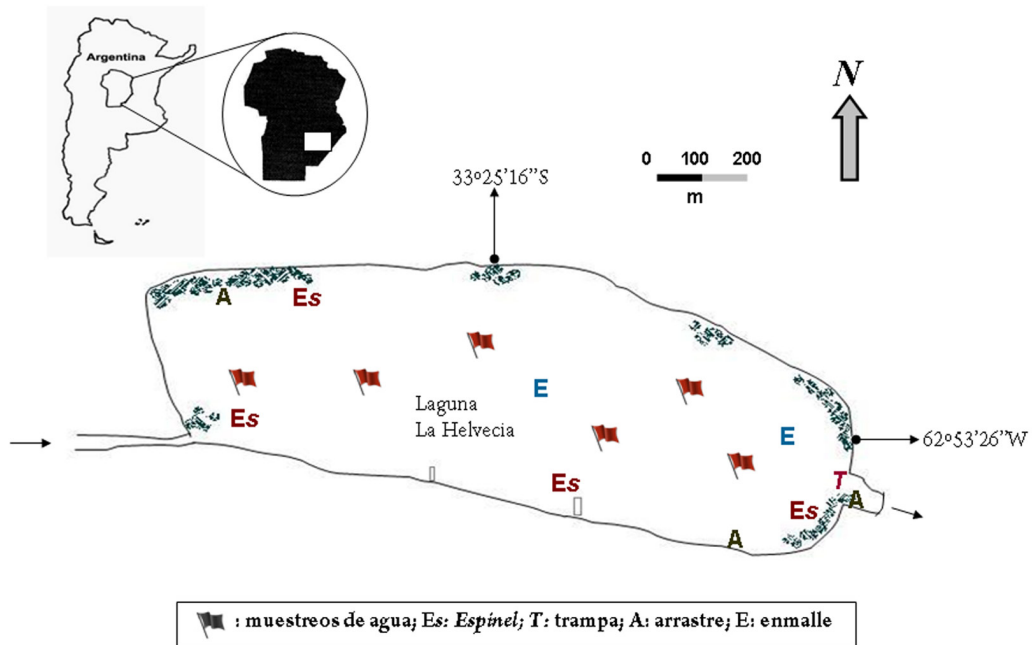 Argentina
N
0 100 200
m
33º25'16"S
A Es
E
Laguna
La Helvecia
Es
E
62º53'26"W
Es
T
Es A
A
: muestreos de agua; Es: Espinel; T: trampa; A: arrastre; E: enmalle